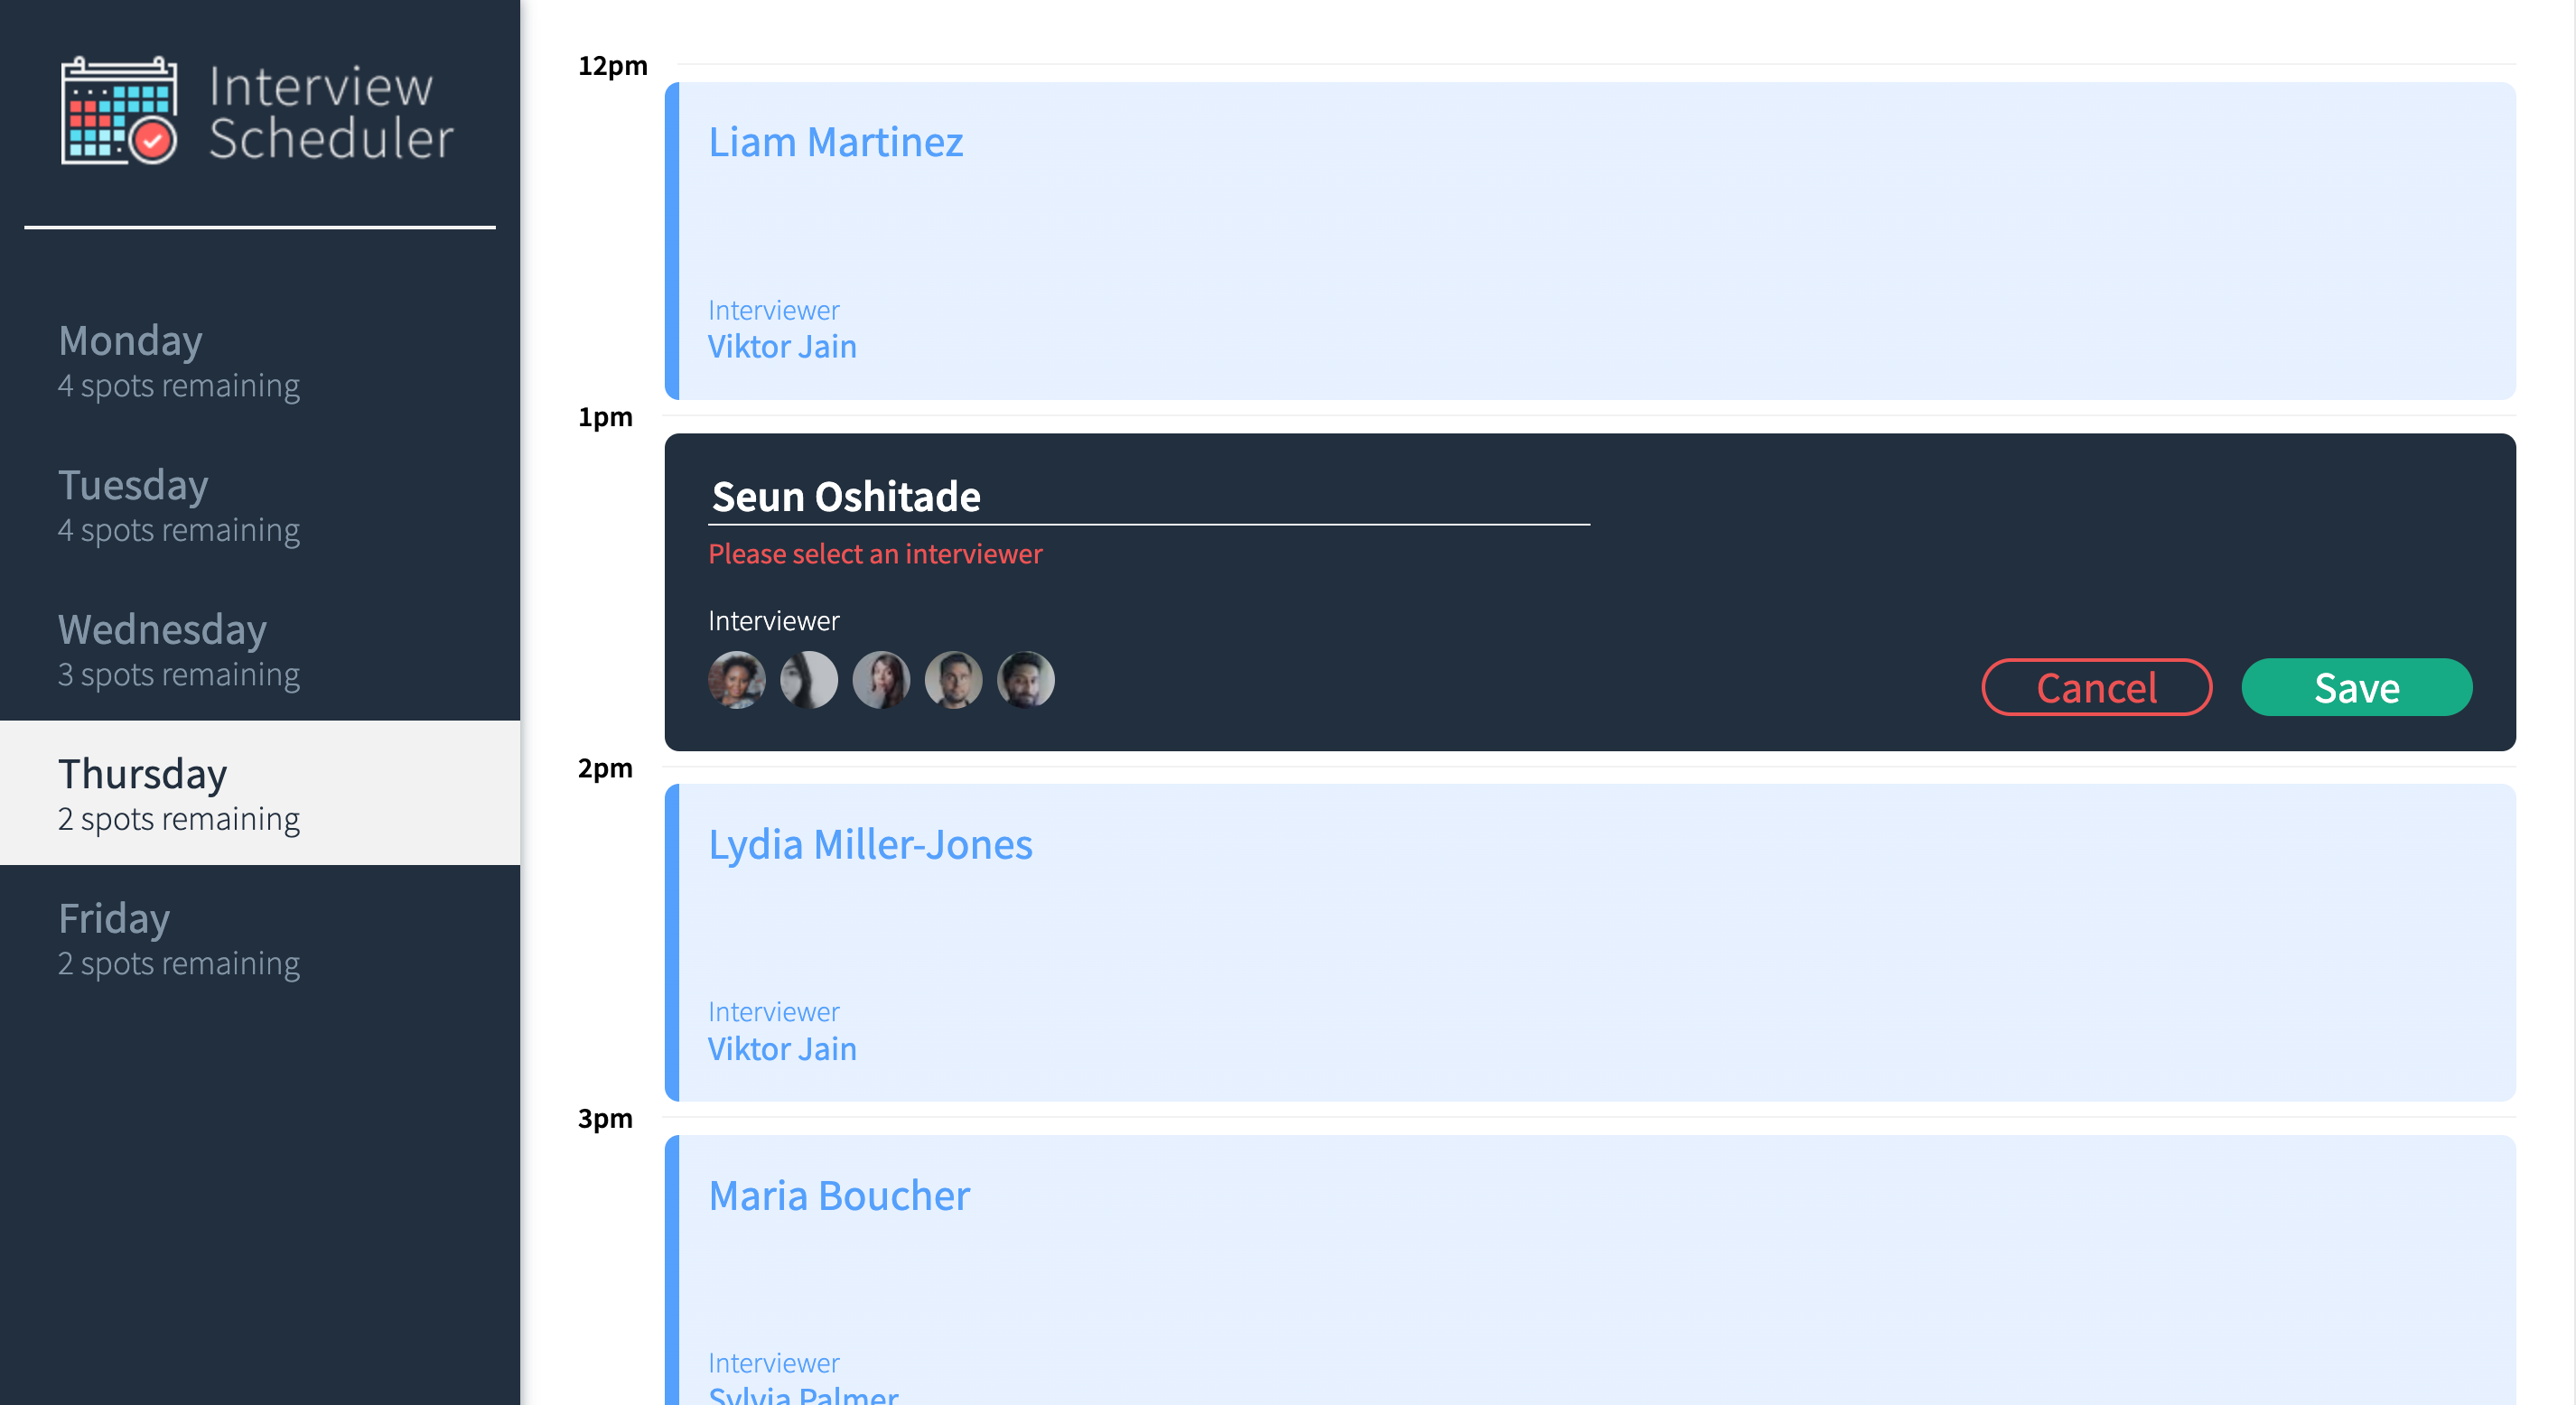 Interview
Scheduler
Monday
4 spots remaining
Tuesday
4 spots remaining
Wednesday
3 spots remaining
Thursday
2 spots remaining
Friday
2 spots remaining
12pm
Liam Martinez
Interviewer
Viktor Jain
1pm
Seun Oshitade
Please select an interviewer
Interviewer
Cancel
Save
2pm
Lydia Miller-Jones
Interviewer
Viktor Jain
3pm
Maria Boucher
Interviewer
Sylvia Palmer